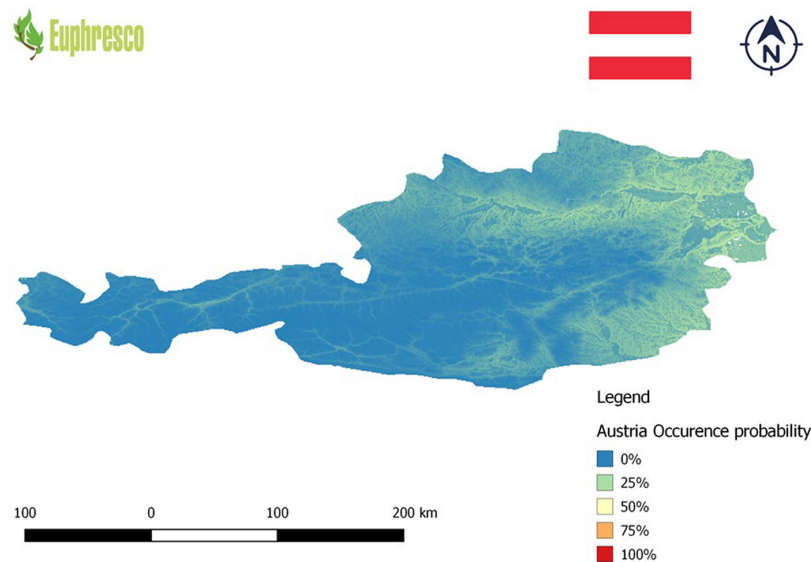 Euphresco
N
Legend
Austria Occurence probability
0%
25%
50%
75%
100%
100 0 100 200 km